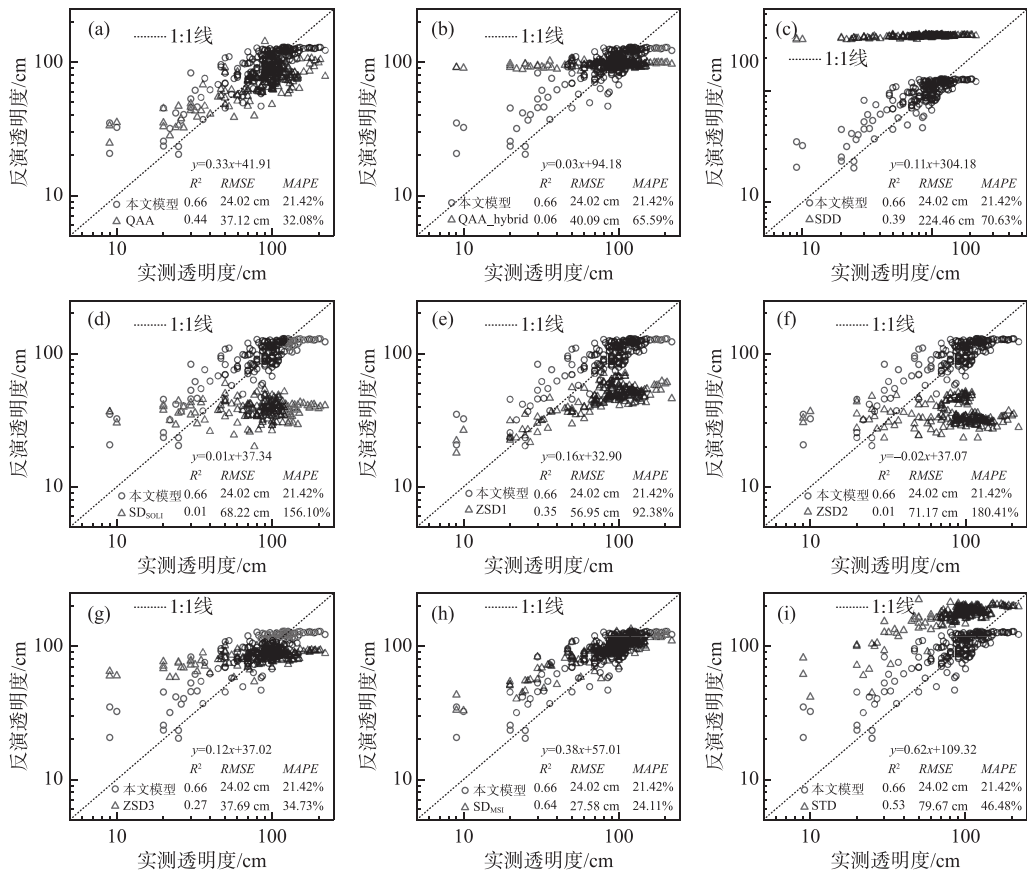 (a)
1:1线
100
10
反演透明度/cm
y=0.33x+41.91
R² RMSE MAPE
本文模型 0.66 24.02 cm 21.42%
QAA 0.44 37.12 cm 32.08%
10 100
实测透明度/cm
(b)
1:1线
100
10
反演透明度/cm
y=0.03x+94.18
R² RMSE MAPE
本文模型 0.66 24.02 cm 21.42%
QAA_hybrid 0.06 40.09 cm 65.59%
10 100
实测透明度/cm
(c)
1:1线
100
10
反演透明度/cm
y=0.11x+304.18
R² RMSE MAPE
本文模型 0.66 24.02 cm 21.42%
SDD 0.39 224.46 cm 70.63%
10 100
实测透明度/cm
(d)
1:1线
100
10
反演透明度/cm
y=0.01x+37.34
R² RMSE MAPE
本文模型 0.66 24.02 cm 21.42%
SD_SOLI 0.01 68.22 cm 156.10%
10 100
实测透明度/cm
(e)
1:1线
100
10
反演透明度/cm
y=0.16x+32.90
R² RMSE MAPE
本文模型 0.66 24.02 cm 21.42%
ZSD1 0.35 56.95 cm 92.38%
10 100
实测透明度/cm
(f)
1:1线
100
10
反演透明度/cm
y=−0.02x+37.07
R² RMSE MAPE
本文模型 0.66 24.02 cm 21.42%
ZSD2 0.01 71.17 cm 180.41%
10 100
实测透明度/cm
(g)
1:1线
100
10
反演透明度/cm
y=0.12x+37.02
R² RMSE MAPE
本文模型 0.66 24.02 cm 21.42%
ZSD3 0.27 37.69 cm 34.73%
10 100
实测透明度/cm
(h)
1:1线
100
10
反演透明度/cm
y=0.38x+57.01
R² RMSE MAPE
本文模型 0.66 24.02 cm 21.42%
SD_MSI 0.64 27.58 cm 24.11%
10 100
实测透明度/cm
(i)
1:1线
100
10
反演透明度/cm
y=0.62x+109.32
R² RMSE MAPE
本文模型 0.66 24.02 cm 21.42%
STD 0.53 79.67 cm 46.48%
10 100
实测透明度/cm